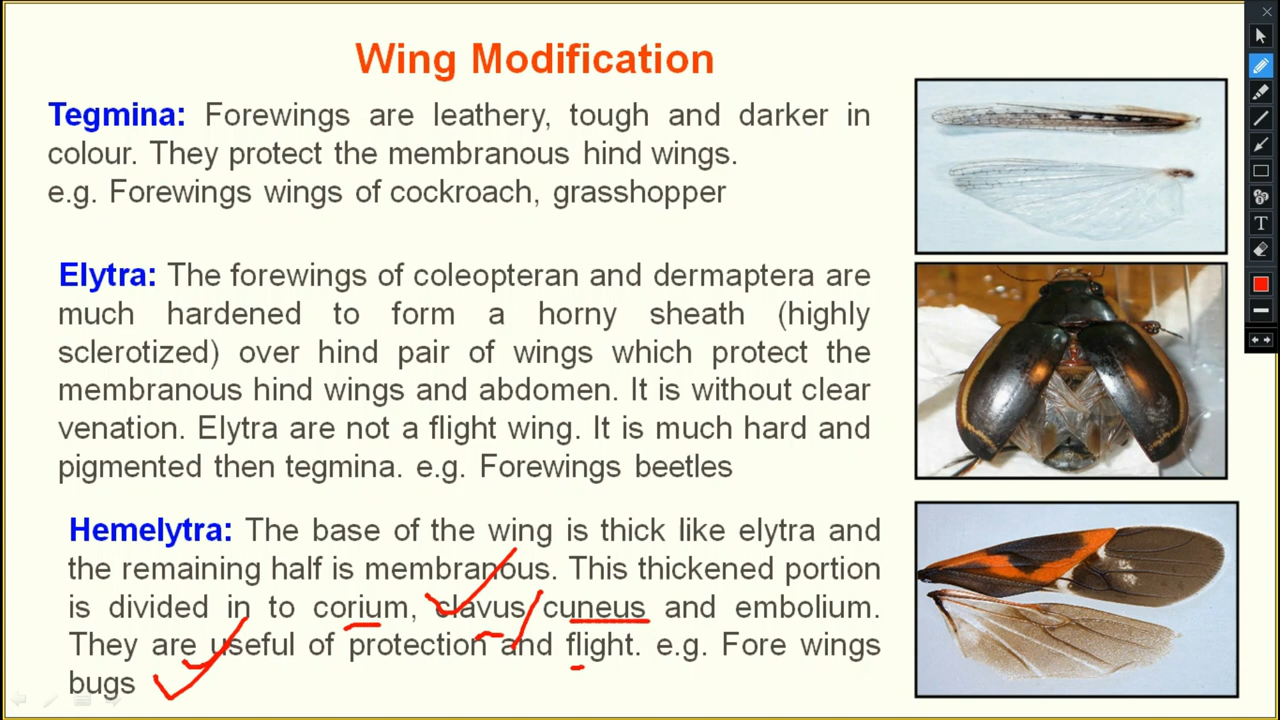 Wing Modification
Tegmina: Forewings are leathery, tough and darker in
colour. They protect the membranous hind wings.
e.g. Forewings wings of cockroach, grasshopper
Elytra: The forewings of coleopteran and dermaptera are
much hardened to form a horny sheath (highly
sclerotized) over hind pair of wings which protect the
membranous hind wings and abdomen. It is without clear
venation. Elytra are not a flight wing. It is much hard and
pigmented then tegmina. e.g. Forewings beetles
Hemelytra: The base of the wing is thick like elytra and
the remaining half is membranous. This thickened portion
is divided in to corium, clavus cuneus and embolium.
They are useful of protection and flight. e.g. Fore wings
bugs